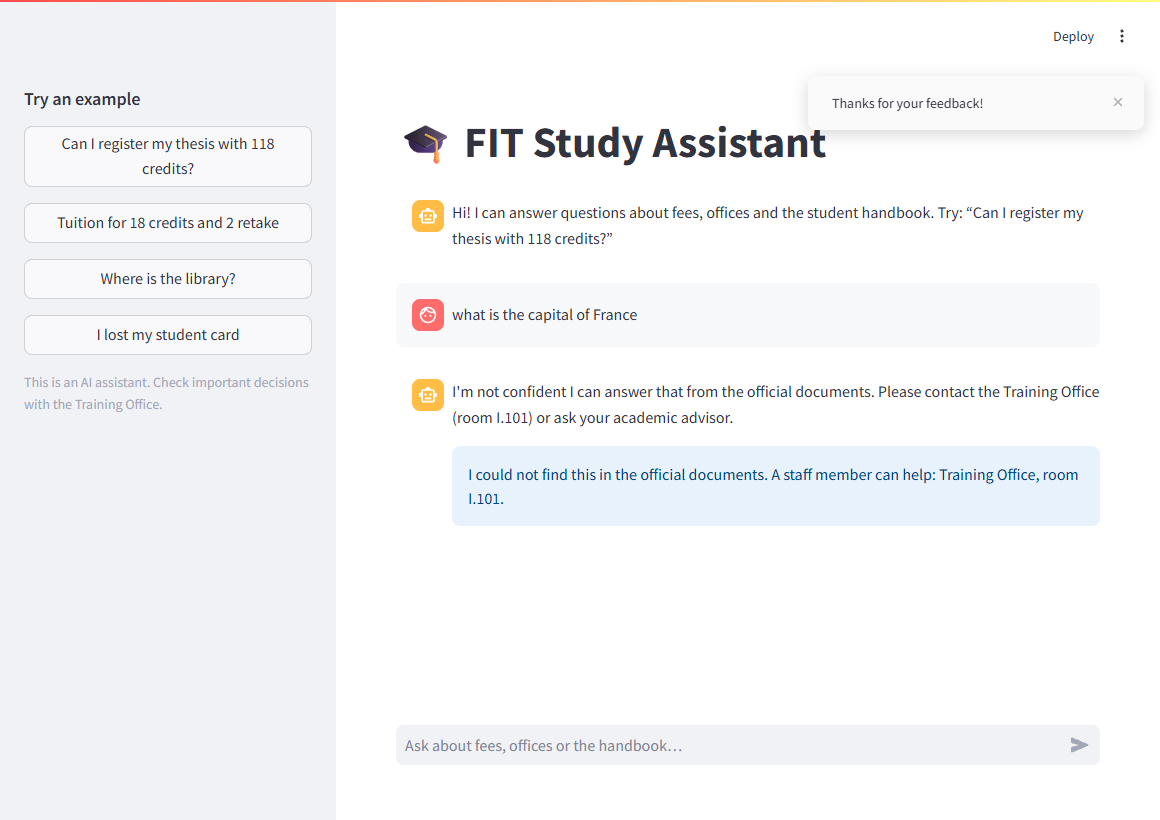 Deploy
Try an example
Thanks for your feedback!
Can I register my thesis with 118
credits?
FIT Study Assistant
Tuition for 18 credits and 2 retake
Hi! I can answer questions about fees, offices and the student handbook. Try: “Can I register my
thesis with 118 credits?”
Where is the library?
I lost my student card
what is the capital of France
This is an AI assistant. Check important decisions
with the Training Office.
I'm not confident I can answer that from the official documents. Please contact the Training Office
(room I.101) or ask your academic advisor.
I could not find this in the official documents. A staff member can help: Training Office, room
I.101.
Ask about fees, offices or the handbook…